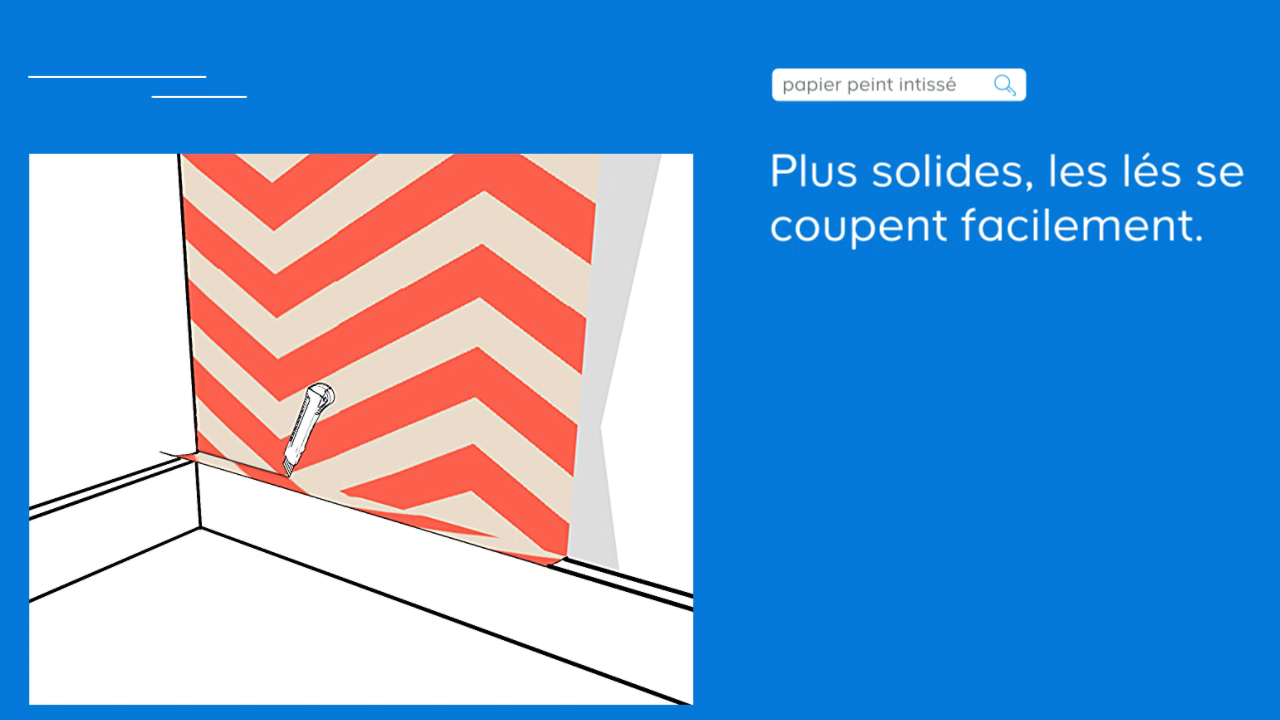 papier peint intissé
Plus solides, les lés se
coupent facilement.